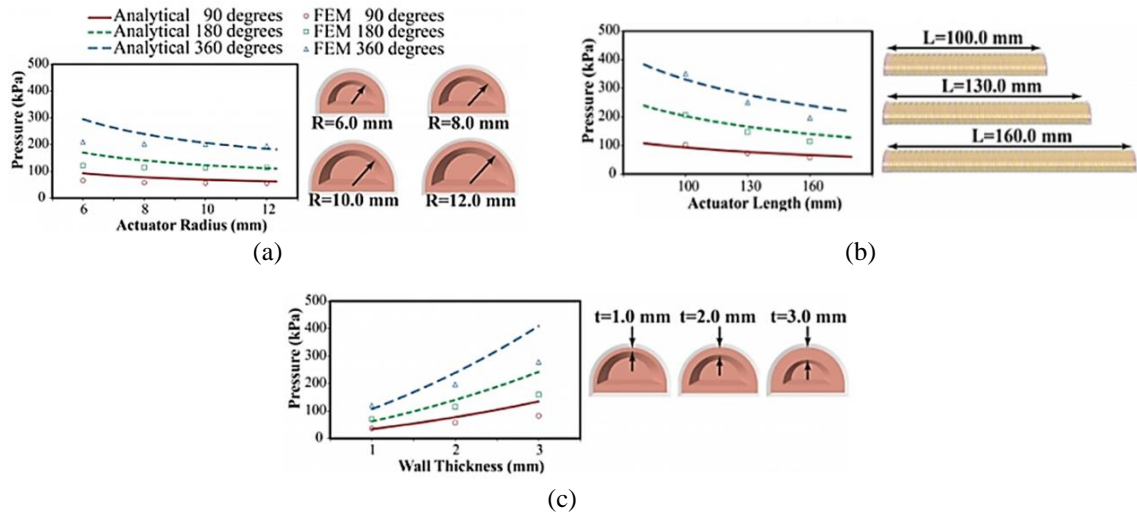 Analytical 90 degrees
Analytical 180 degrees
Analytical 360 degrees
FEM 90 degrees
FEM 180 degrees
FEM 360 degrees
500
400
300
200
100
0
Pressure (kPa)
6 8 10 12
Actuator Radius (mm)
R=6.0 mm R=8.0 mm
R=10.0 mm R=12.0 mm
(a)
500
400
300
200
100
0
Pressure (kPa)
100 130 160
Actuator Length (mm)
L=100.0 mm
L=130.0 mm
L=160.0 mm
(b)
500
400
300
200
100
0
Pressure (kPa)
1 2 3
Wall Thickness (mm)
t=1.0 mm t=2.0 mm t=3.0 mm
(c)